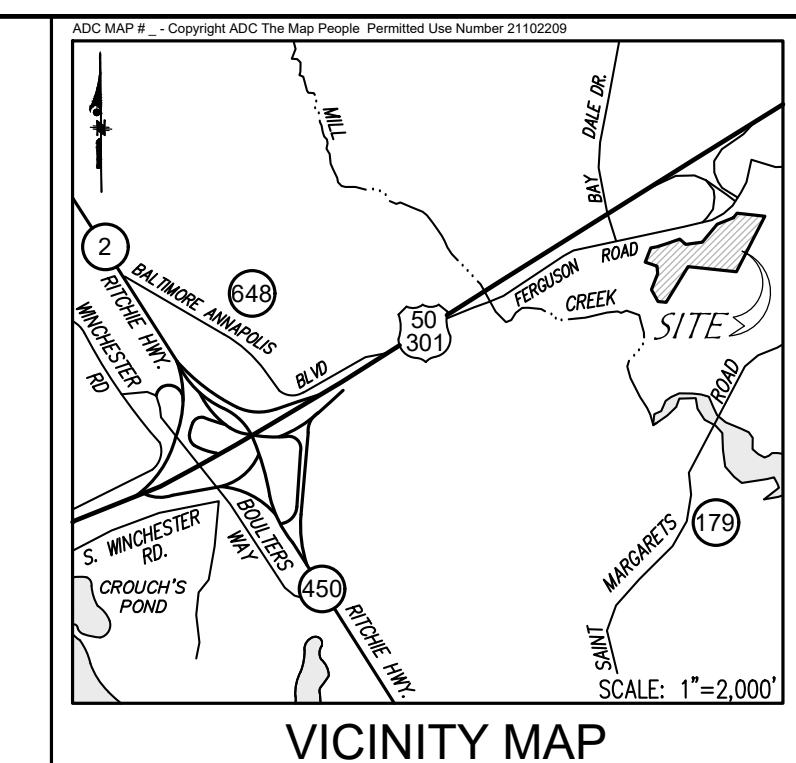 ADC MAP # _ - Copyright ADC The Map People Permitted Use Number 21102209
MILL
BAY DALE DR.
2
648
BALTIMORE ANNAPOLIS
BLVD
RITCHIE HWY.
WINCHESTER
RD
50
301
FERGUSON ROAD
CREEK
SITE
ROAD
S. WINCHESTER
RD.
BOULTERS
WAY
CROUCH'S
POND
450
RITCHIE HWY.
MARGARETS
179
SAINT
SCALE: 1"=2,000'
VICINITY MAP